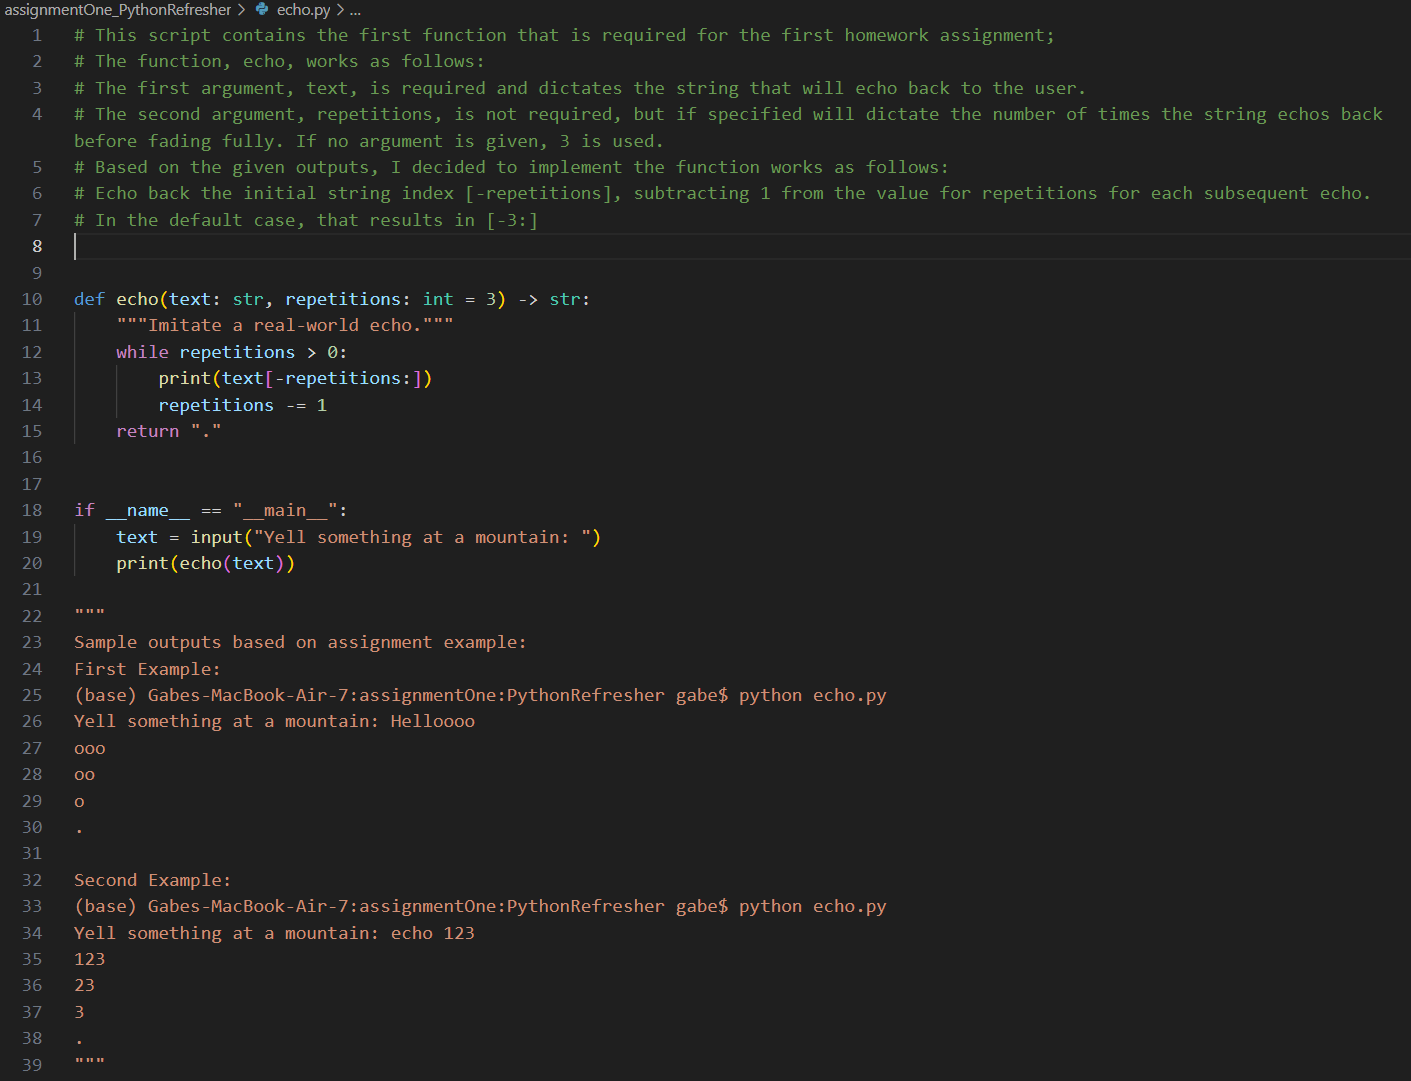 assignmentOne_PythonRefresher > echo.py > ...
1 # This script contains the first function that is required for the first homework assignment;
2 # The function, echo, works as follows:
3 # The first argument, text, is required and dictates the string that will echo back to the user.
4 # The second argument, repetitions, is not required, but if specified will dictate the number of times the string echos back
before fading fully. If no argument is given, 3 is used.
5 # Based on the given outputs, I decided to implement the function works as follows:
6 # Echo back the initial string index [-repetitions], subtracting 1 from the value for repetitions for each subsequent echo.
7 # In the default case, that results in [-3:]
8
9
10 def echo(text: str, repetitions: int = 3) -> str:
11     """Imitate a real-world echo."""
12     while repetitions > 0:
13         print(text[-repetitions:])
14         repetitions -= 1
15     return "."
16
17
18 if __name__ == "__main__":
19     text = input("Yell something at a mountain: ")
20     print(echo(text))
21
22 """
23 Sample outputs based on assignment example:
24 First Example:
25 (base) Gabes-MacBook-Air-7:assignmentOne:PythonRefresher gabe$ python echo.py
26 Yell something at a mountain: Helloooo
27 ooo
28 oo
29 o
30 .
31
32 Second Example:
33 (base) Gabes-MacBook-Air-7:assignmentOne:PythonRefresher gabe$ python echo.py
34 Yell something at a mountain: echo 123
35 123
36 23
37 3
38 .
39 """